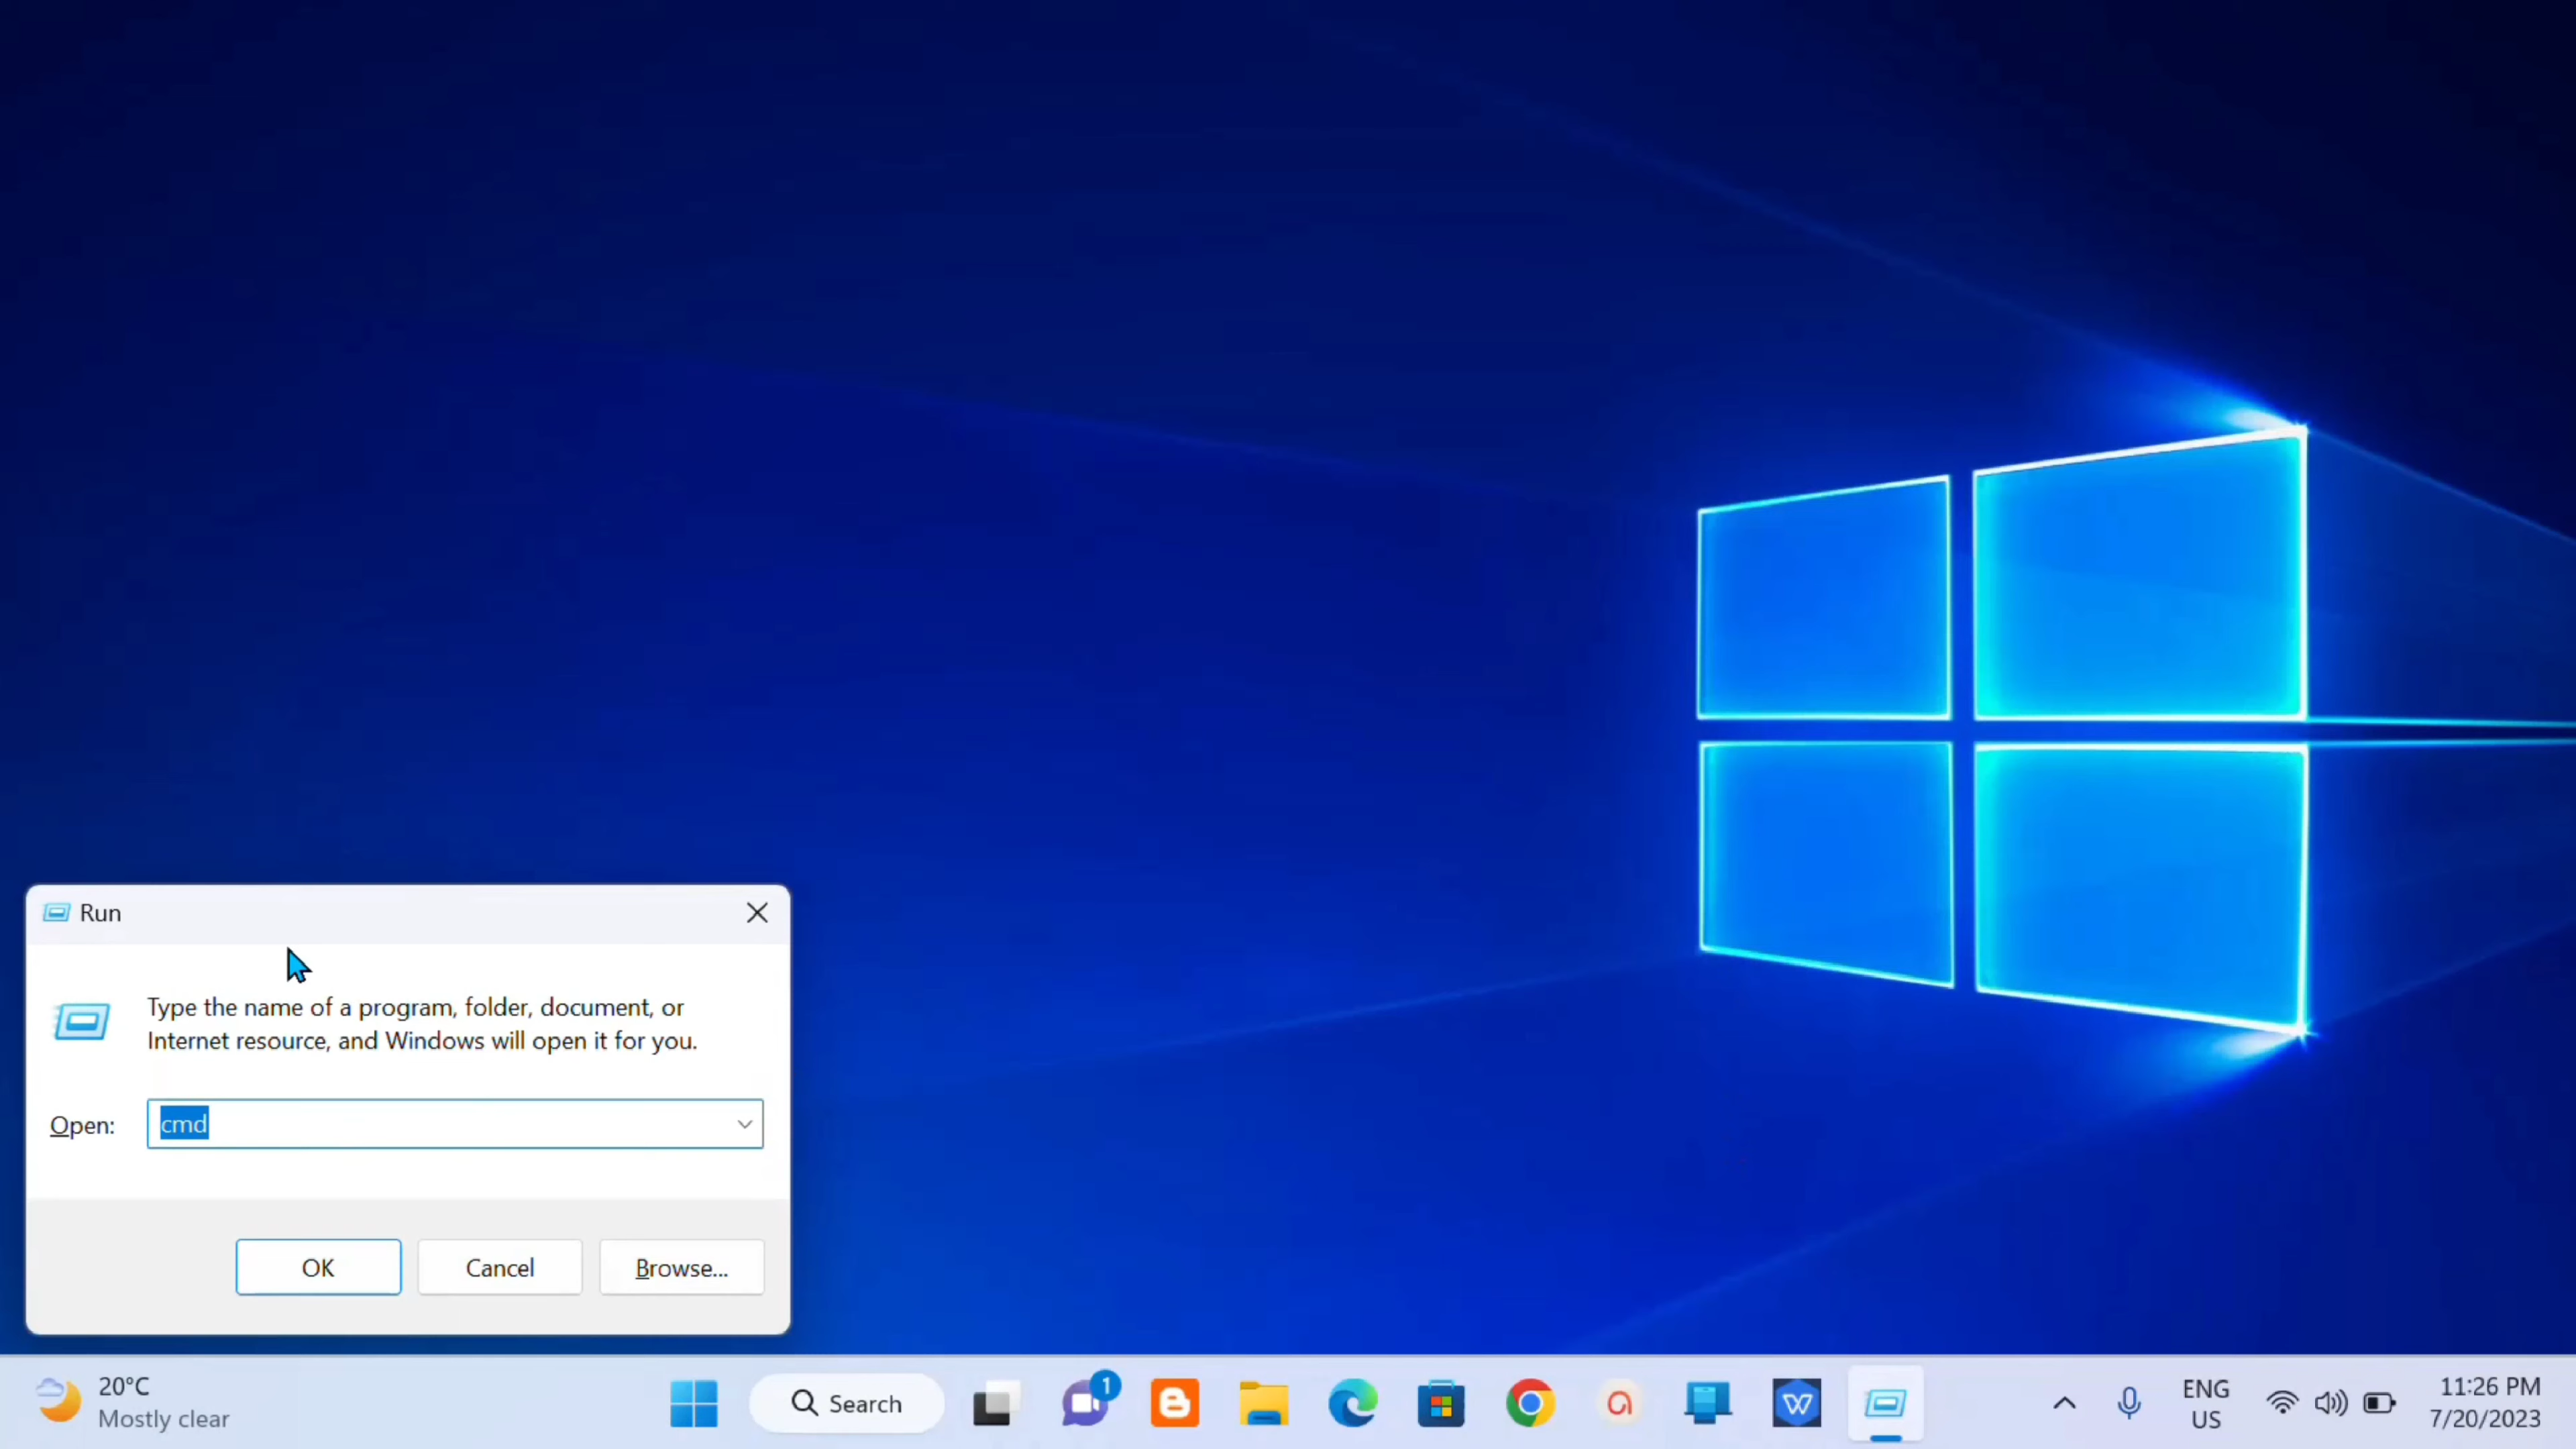 Run
Type the name of a program, folder, document, or
Internet resource, and Windows will open it for you.
Open:
cmd
OK
Cancel
Browse...
20°C
Mostly clear
Search
1
ENG
US
11:26 PM
7/20/2023